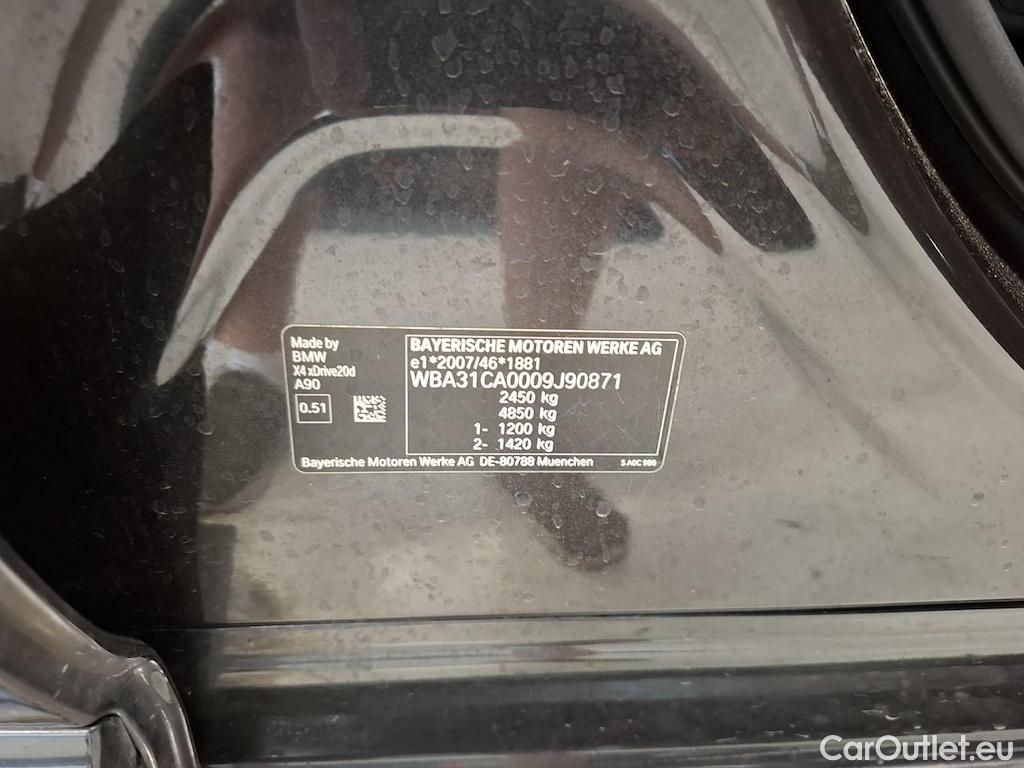 Made by
BMW
X4 xDrive20d
A90
0.51
BAYERISCHE MOTOREN WERKE AG
e1*2007/46*1881
WBA31CA0009J90871
2450 kg
4850 kg
1- 1200 kg
2- 1420 kg
Bayerische Motoren Werke AG DE-80788 Muenchen
CarOutlet.eu